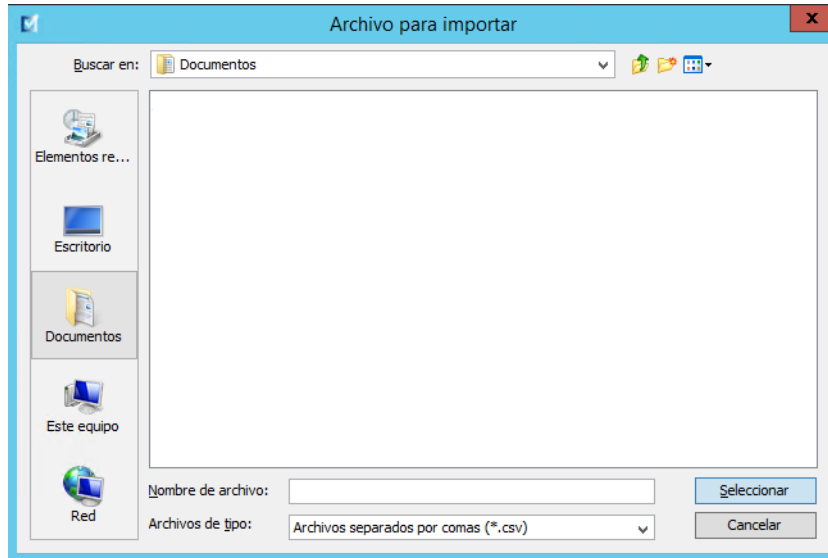 Archivo para importar
x
Buscar en: Documentos
Elementos re...
Escritorio
Documentos
Este equipo
Red
Nombre de archivo:
Seleccionar
Archivos de tipo: Archivos separados por comas (*.csv)
Cancelar